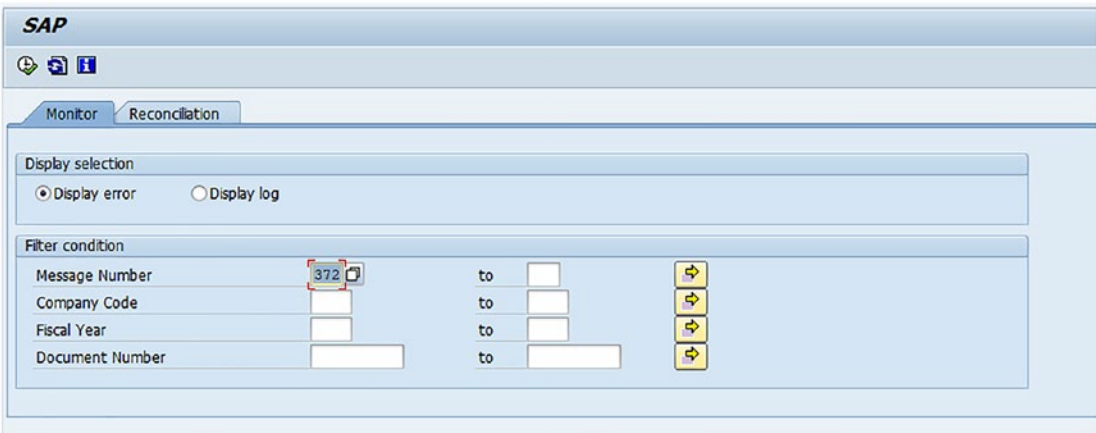 SAP
Monitor Reconciliation
Display selection
Display error Display log
Filter condition
Message Number 372 to
Company Code to
Fiscal Year to
Document Number to